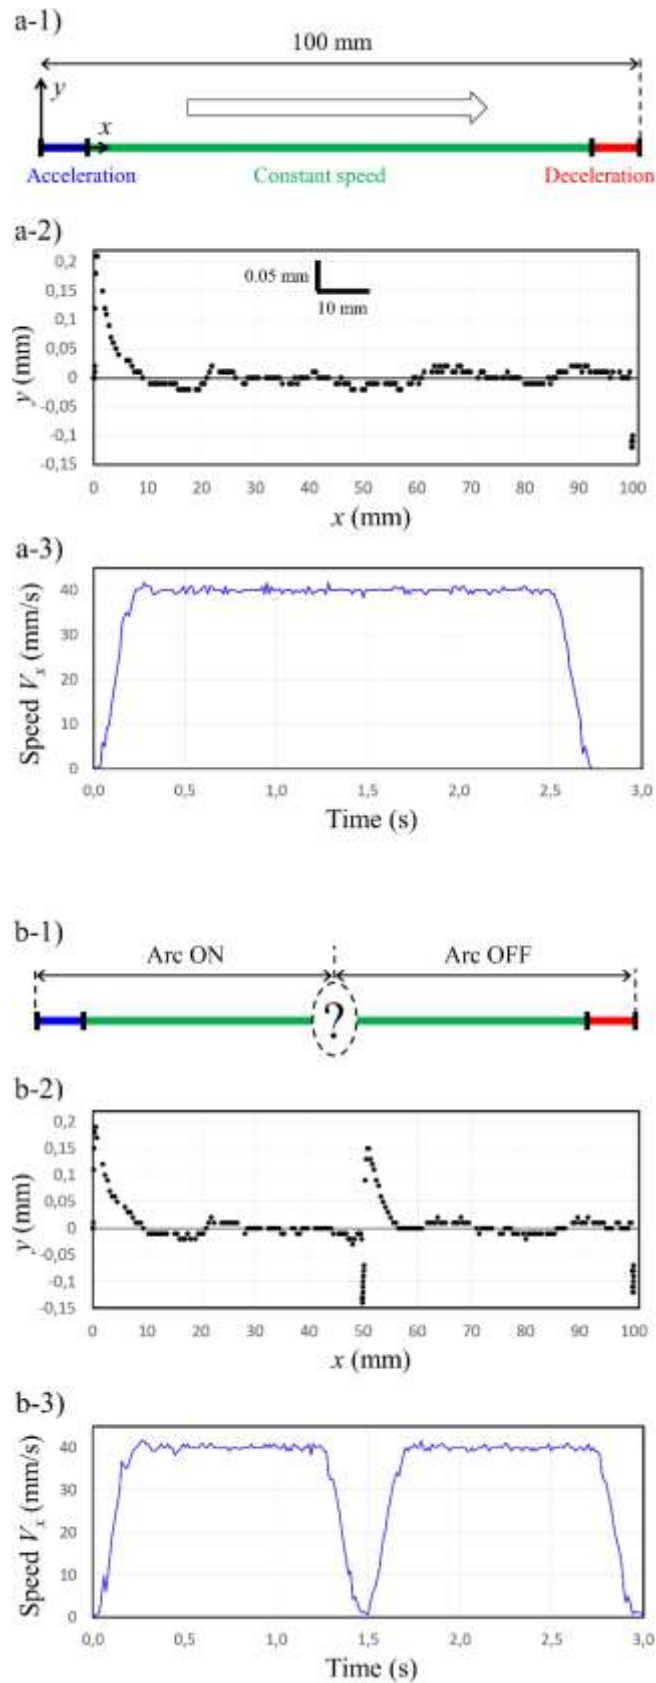 a-1)
100 mm
y
x
Acceleration Constant speed Deceleration
a-2)
y (mm)
0,2
0,15
0,1
0,05
0
-0,05
-0,1
-0,15
0.05 mm
10 mm
0 10 20 30 40 50 60 70 80 90 100
x (mm)
a-3)
Speed Vx (mm/s)
40
30
20
10
0
0,0 0,5 1,0 1,5 2,0 2,5 3,0
Time (s)
b-1)
Arc ON Arc OFF
?
b-2)
y (mm)
0,2
0,15
0,1
0,05
0
-0,05
-0,1
-0,15
0 10 20 30 40 50 60 70 80 90 100
x (mm)
b-3)
Speed Vx (mm/s)
40
30
20
10
0
0,0 0,5 1,0 1,5 2,0 2,5 3,0
Time (s)